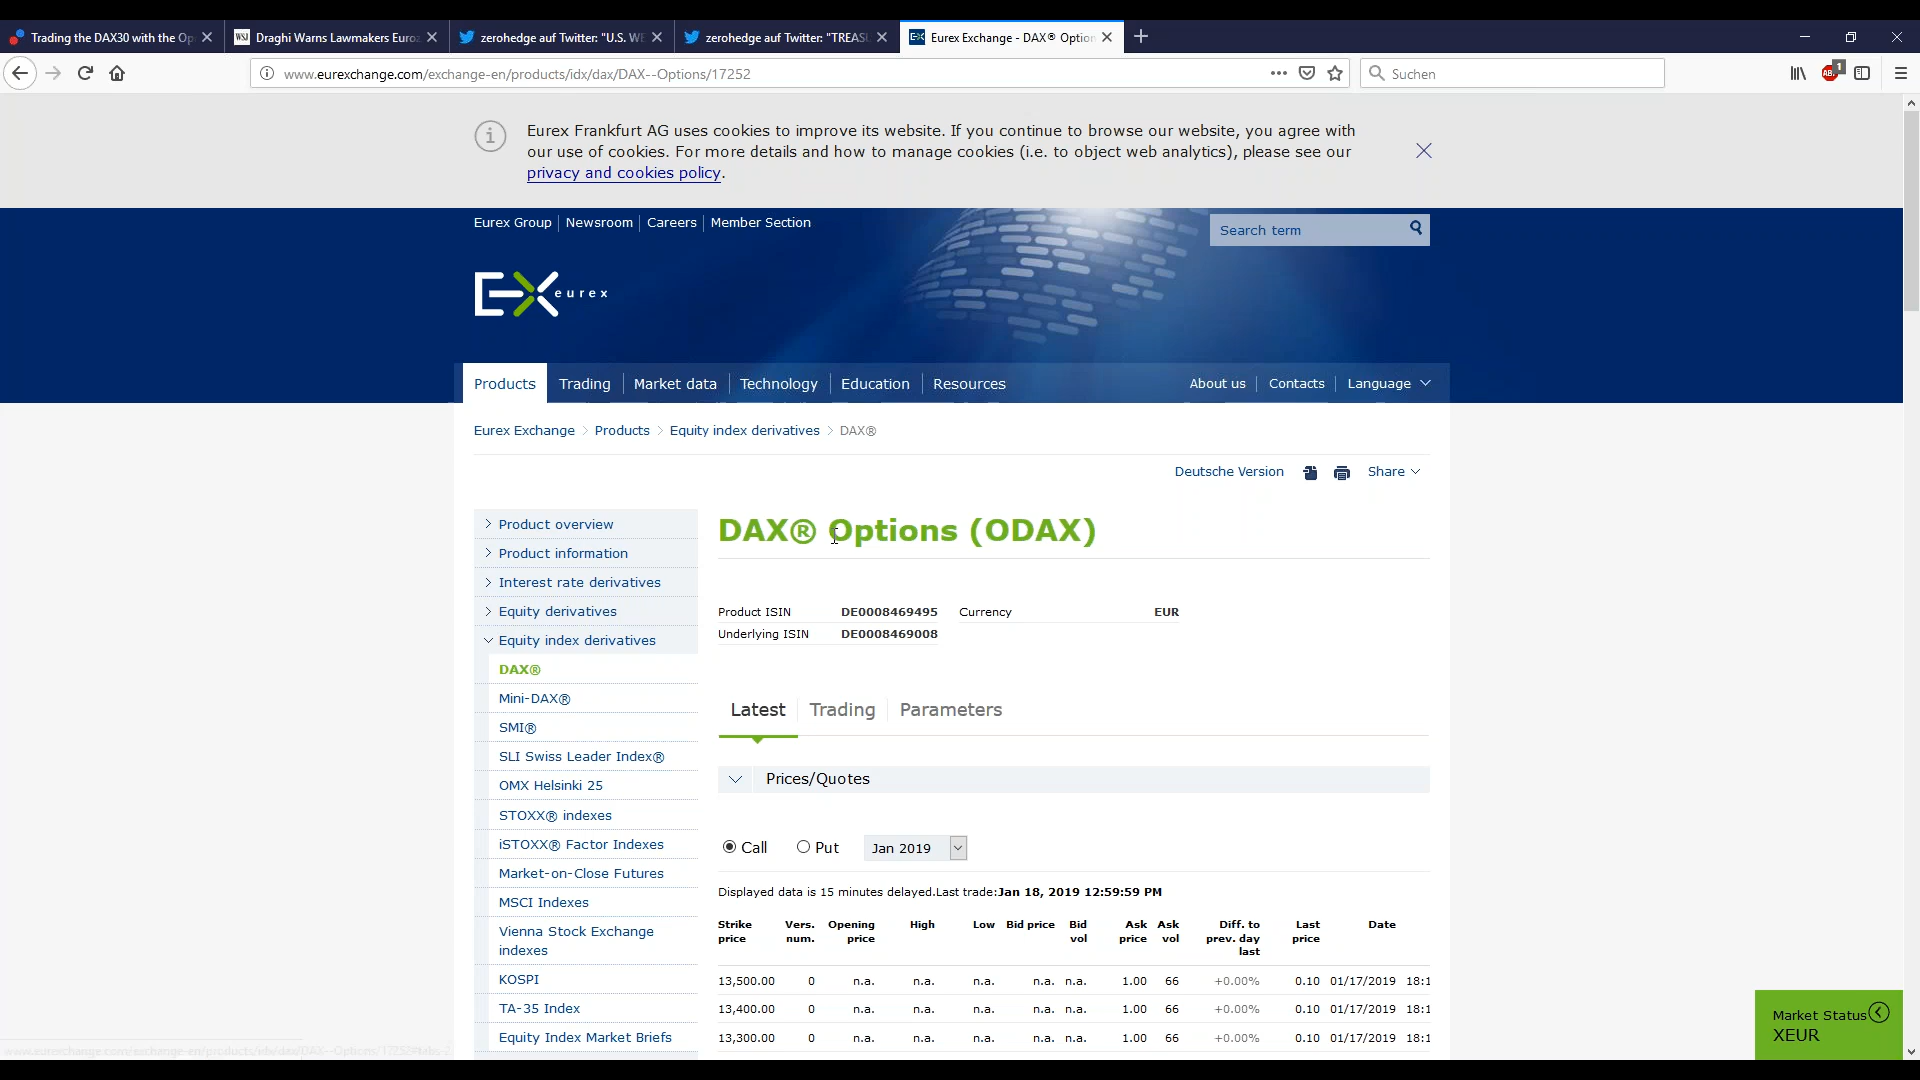 Trading the DAX30 with the Op
Draghi Warns Lawmakers Euroz
zerohedge auf Twitter: "U.S. WE
zerohedge auf Twitter: "TREAS
Eurex Exchange - DAX® Option
www.eurexchange.com/exchange-en/products/idx/dax/DAX--Options/17252
Suchen
1
Eurex Frankfurt AG uses cookies to improve its website. If you continue to browse our website, you agree with
our use of cookies. For more details and how to manage cookies (i.e. to object web analytics), please see our
privacy and cookies policy.
Eurex Group Newsroom Careers Member Section
Search term
eurex
Products Trading Market data Technology Education Resources About us Contacts Language
Eurex Exchange > Products > Equity index derivatives > DAX®
Deutsche Version Share
Product overview
Product information
Interest rate derivatives
Equity derivatives
Equity index derivatives
DAX®
Mini-DAX®
SMI®
SLI Swiss Leader Index®
OMX Helsinki 25
STOXX® indexes
iSTOXX® Factor Indexes
Market-on-Close Futures
MSCI Indexes
Vienna Stock Exchange
indexes
KOSPI
TA-35 Index
Equity Index Market Briefs
DAX® Options (ODAX)
Product ISIN DE0008469495 Currency EUR
Underlying ISIN DE0008469008
Latest Trading Parameters
Prices/Quotes
Call Put Jan 2019
Displayed data is 15 minutes delayed.Last trade:Jan 18, 2019 12:59:59 PM
Strike Vers. Opening High Low Bid price Bid Ask Ask Diff. to Last Date
price num. price vol price vol prev. day price
last
13,500.00 0 n.a. n.a. n.a. n.a. n.a. 1.00 66 +0.00% 0.10 01/17/2019 18:1
13,400.00 0 n.a. n.a. n.a. n.a. n.a. 1.00 66 +0.00% 0.10 01/17/2019 18:1
13,300.00 0 n.a. n.a. n.a. n.a. n.a. 1.00 66 +0.00% 0.10 01/17/2019 18:1
Market Status
XEUR